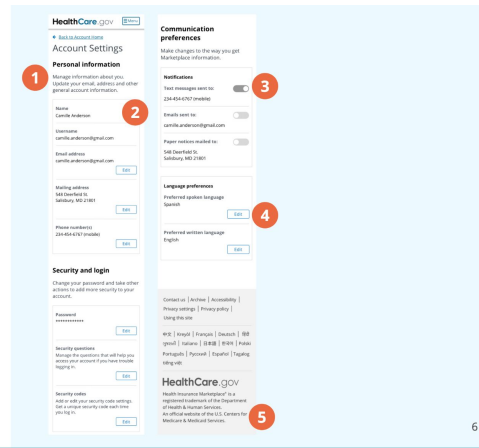 HealthCare.gov
Menu
Back to Account Home
Account Settings
Personal information
1
Manage information about you.
Update your email, address and other
general account information.
2
Name
Camille Anderson
Username
camille.anderson@gmail.com
Email address
camille.anderson@gmail.com
Edit
Mailing address
548 Deerfield St.
Salisbury, MD 21801
Edit
Phone number(s)
234-454-6767 (mobile)
Edit
Security and login
Change your password and take other
actions to add more security to your
account.
Password
************
Edit
Security questions
Manage the questions that will help you
access your account if you have trouble
logging in.
Edit
Security codes
Add or edit your security code settings.
Get a unique security code each time
you log in.
Edit
Communication
preferences
Make changes to the way you get
Marketplace information.
Notifications
Text messages sent to:
3
234-454-6767 (mobile)
Emails sent to:
camille.anderson@gmail.com
Paper notices mailed to:
548 Deerfield St.
Salisbury, MD 21801
Language preferences
Preferred spoken language
Spanish
Edit
4
Preferred written language
English
Edit
Contact us | Archive | Accessibility |
Privacy settings | Privacy policy |
Using this site
中文 | Kreyòl | Français | Deutsch | हिंदी
ગુજરાતી | Italiano | 日本語 | 한국어 | Polski
Português | Русский | Español | Tagalog
tiếng việt
HealthCare.gov
Health Insurance Marketplace® is a
registered trademark of the Department
of Health & Human Services.
An official website of the U.S. Centers for
Medicare & Medicaid Services.
5
6